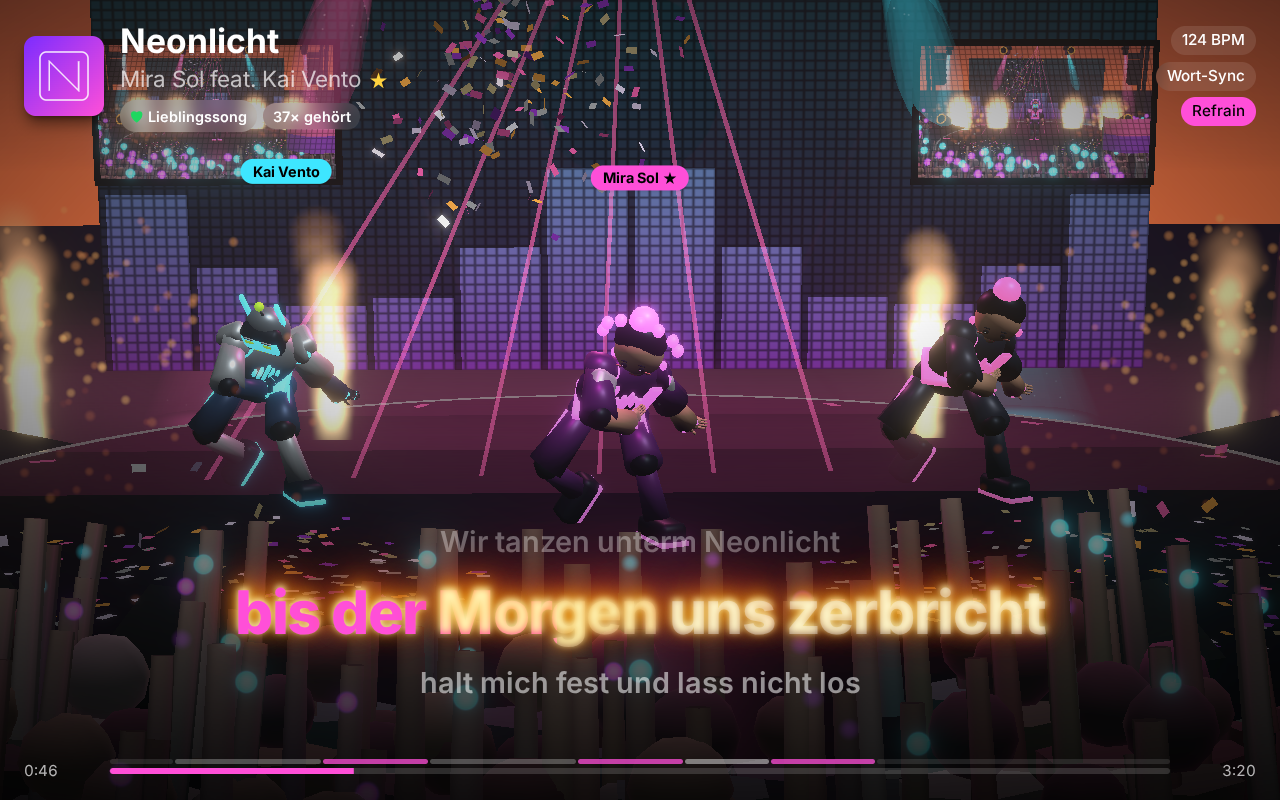 Neonlicht
Mira Sol feat. Kai Vento ★
Lieblingssong
37× gehört
N
124 BPM
Wort-Sync
Refrain
Kai Vento
Mira Sol ★
Wir tanzen unterm Neonlicht
bis der Morgen uns zerbricht
halt mich fest und lass nicht los
0:46
3:20